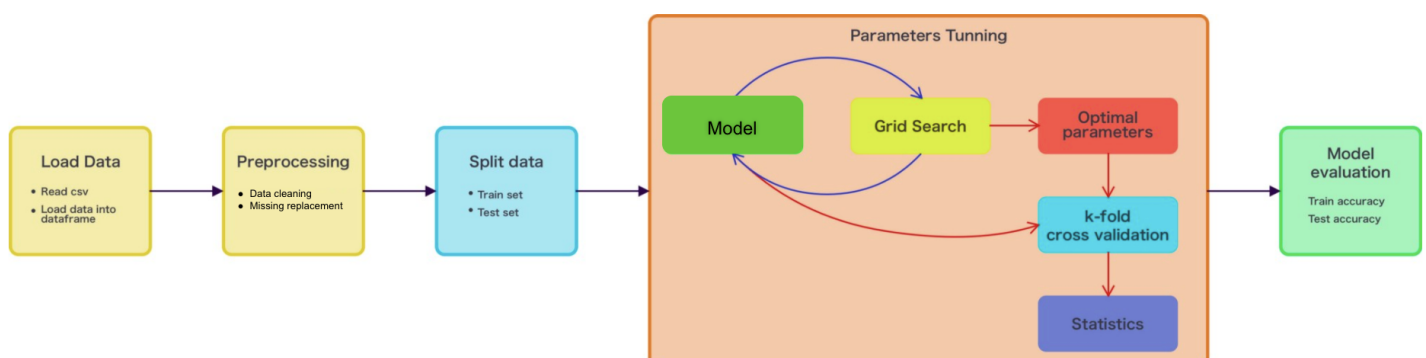 Parameters Tunning
Load Data
• Read csv
• Load data into
dataframe
Preprocessing
● Data cleaning
● Missing replacement
Split data
• Train set
• Test set
Model
Grid Search
Optimal
parameters
k-fold
cross validation
Statistics
Model
evaluation
Train accuracy
Test accuracy